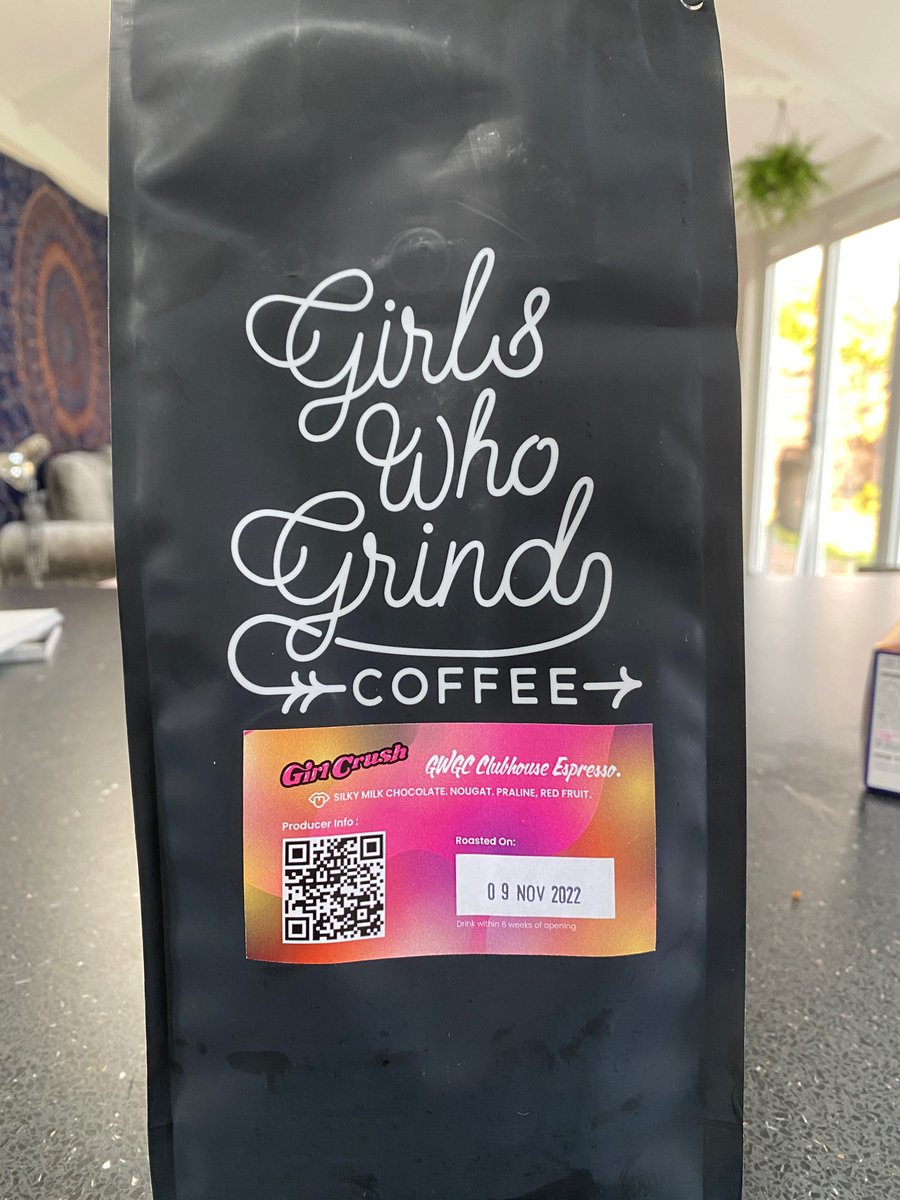 Girls
Who
Grind
COFFEE
Girl Crush
GWGC Clubhouse Espresso.
SILKY MILK CHOCOLATE. NOUGAT. PRALINE, RED FRUIT.
Producer Info :
Roasted On:
09 NOV 2022
Drink within 6 weeks of opening